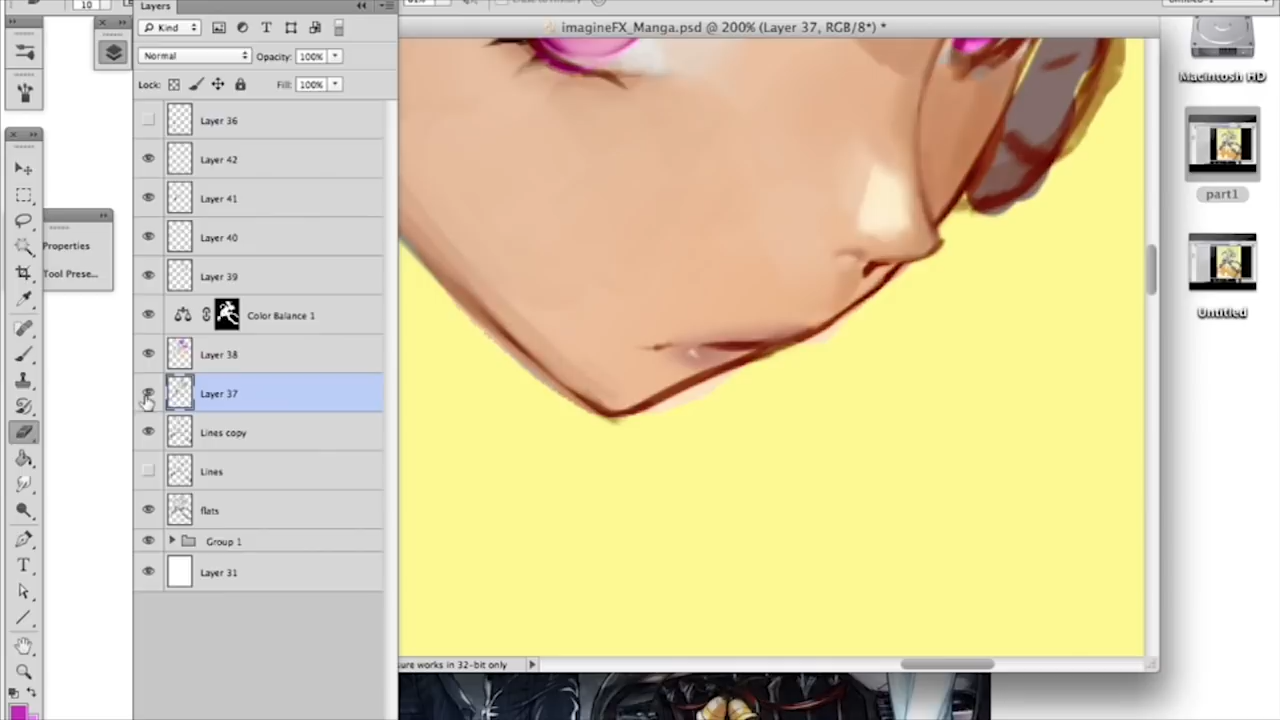 10
Layers
imagineFX_Manga.psd @ 200% (Layer 37, RGB/8*) *
Kind
Normal
Opacity: 100%
Lock:
Fill: 100%
Layer 36
Layer 42
Layer 41
Layer 40
Layer 39
Color Balance 1
Layer 38
Layer 37
Lines copy
Lines
flats
Group 1
Layer 31
Properties
Tool Prese...
Macintosh HD
part1
Untitled
sure works in 32-bit only